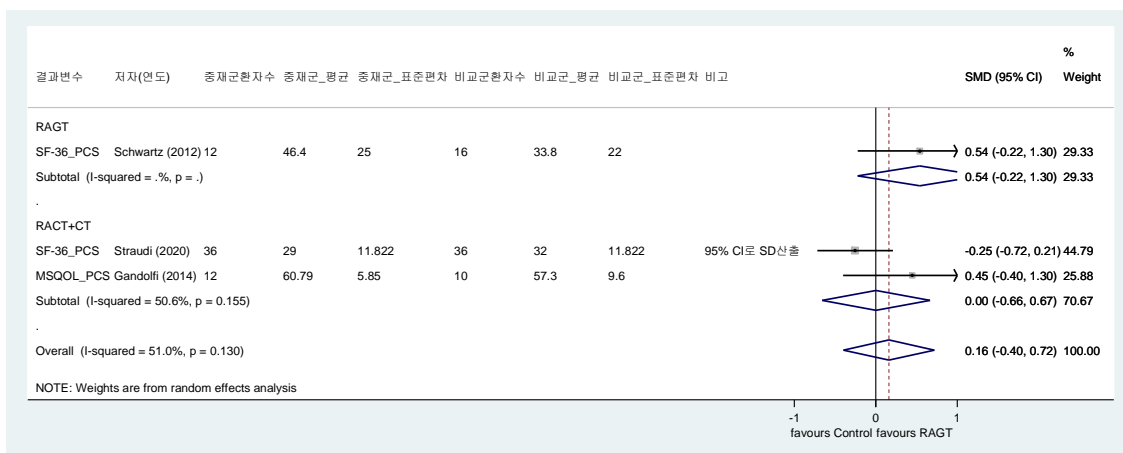 %
결과변수 저자(연도) 중재군환자수 중재군_평균 중재군_표준편차 비교군환자수 비교군_평균 비교군_표준편차 비고 SMD (95% CI) Weight
RAGT
SF-36_PCS Schwartz (2012) 12 46.4 25 16 33.8 22 0.54 (-0.22, 1.30) 29.33
Subtotal (I-squared = .%, p = .) 0.54 (-0.22, 1.30) 29.33
.
RACT+CT
SF-36_PCS Straudi (2020) 36 29 11.822 36 32 11.822 95% CI로 SD산출 -0.25 (-0.72, 0.21) 44.79
MSQOL_PCS Gandolfi (2014) 12 60.79 5.85 10 57.3 9.6 0.45 (-0.40, 1.30) 25.88
Subtotal (I-squared = 50.6%, p = 0.155) 0.00 (-0.66, 0.67) 70.67
.
Overall (I-squared = 51.0%, p = 0.130) 0.16 (-0.40, 0.72) 100.00
NOTE: Weights are from random effects analysis
-1 0 1
favours Control favours RAGT